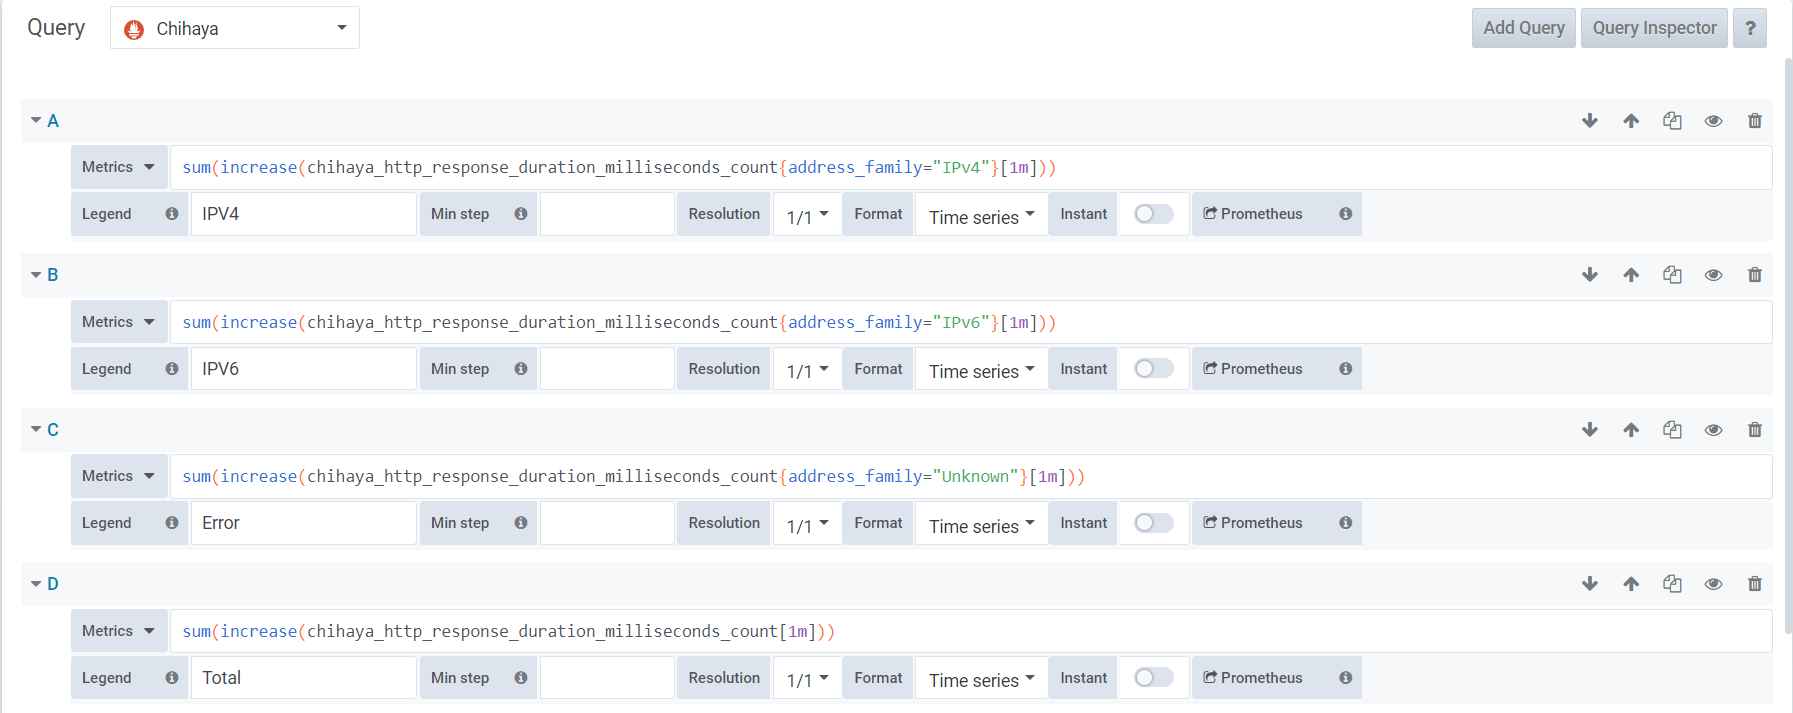 Query Chihaya Add Query Query Inspector ?
A
Metrics sum(increase(chihaya_http_response_duration_milliseconds_count{address_family="IPv4"}[1m]))
Legend IPV4 Min step Resolution 1/1 Format Time series Instant Prometheus
B
Metrics sum(increase(chihaya_http_response_duration_milliseconds_count{address_family="IPv6"}[1m]))
Legend IPV6 Min step Resolution 1/1 Format Time series Instant Prometheus
C
Metrics sum(increase(chihaya_http_response_duration_milliseconds_count{address_family="Unknown"}[1m]))
Legend Error Min step Resolution 1/1 Format Time series Instant Prometheus
D
Metrics sum(increase(chihaya_http_response_duration_milliseconds_count[1m]))
Legend Total Min step Resolution 1/1 Format Time series Instant Prometheus